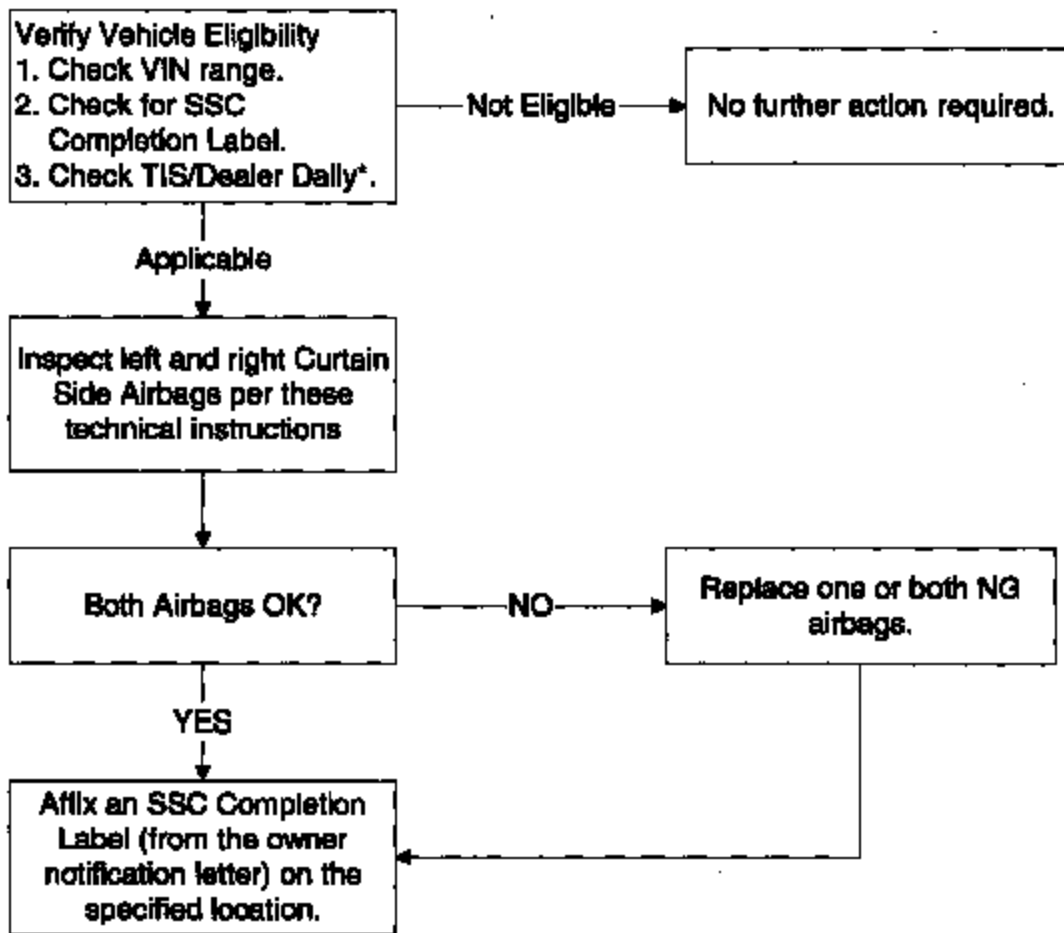 Verify Vehicle Eligibility
1. Check VIN range.
2. Check for SSC
Completion Label.
3. Check TIS/Dealer Daily*.
Not Eligible
No further action required.
Applicable
Inspect left and right Curtain
Side Airbags per these
technical instructions
Both Airbags OK?
NO
Replace one or both NG
airbags.
YES
Affix an SSC Completion
Label (from the owner
notification letter) on the
specified location.